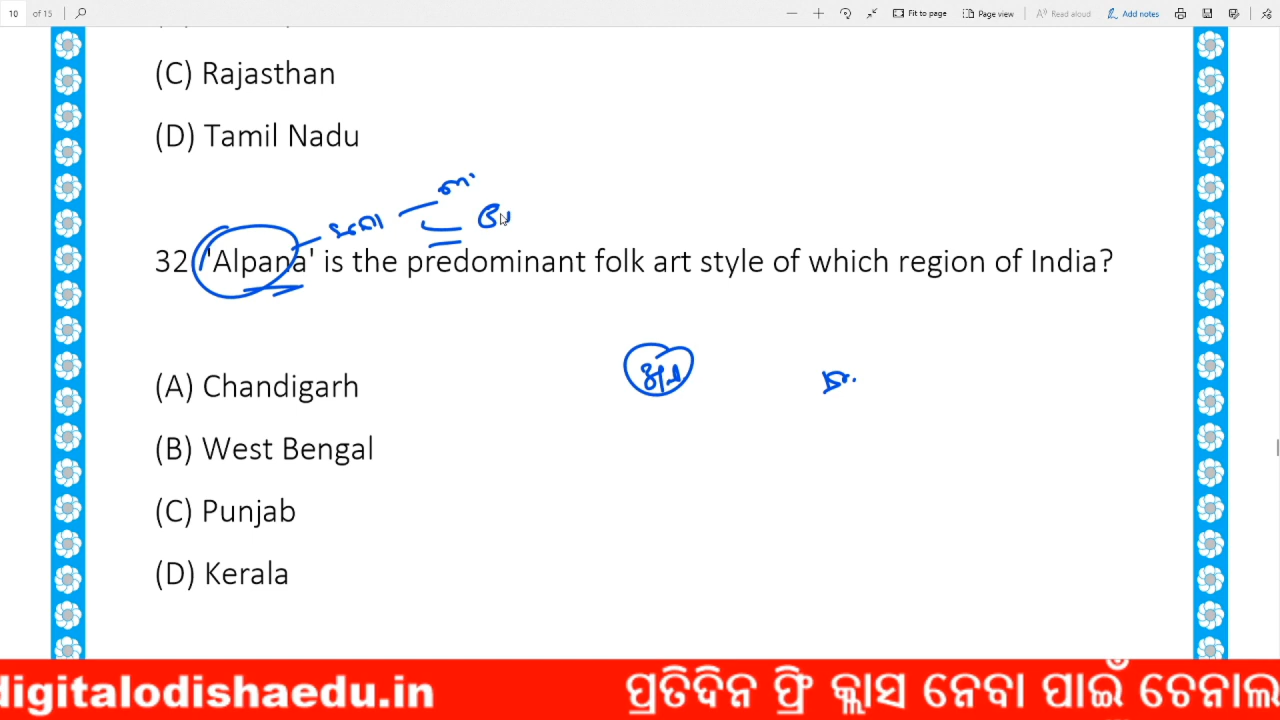 10 of 15 Fit to page Page view Read aloud Add notes
(C) Rajasthan
(D) Tamil Nadu
32 'Alpana' is the predominant folk art style of which region of India?
(A) Chandigarh
(B) West Bengal
(C) Punjab
(D) Kerala
digitalodishaedu.in ପ୍ରତିଦିନ ଫ୍ରି କ୍ଲାସ ନେବା ପାଇଁ ଚେନାଲ